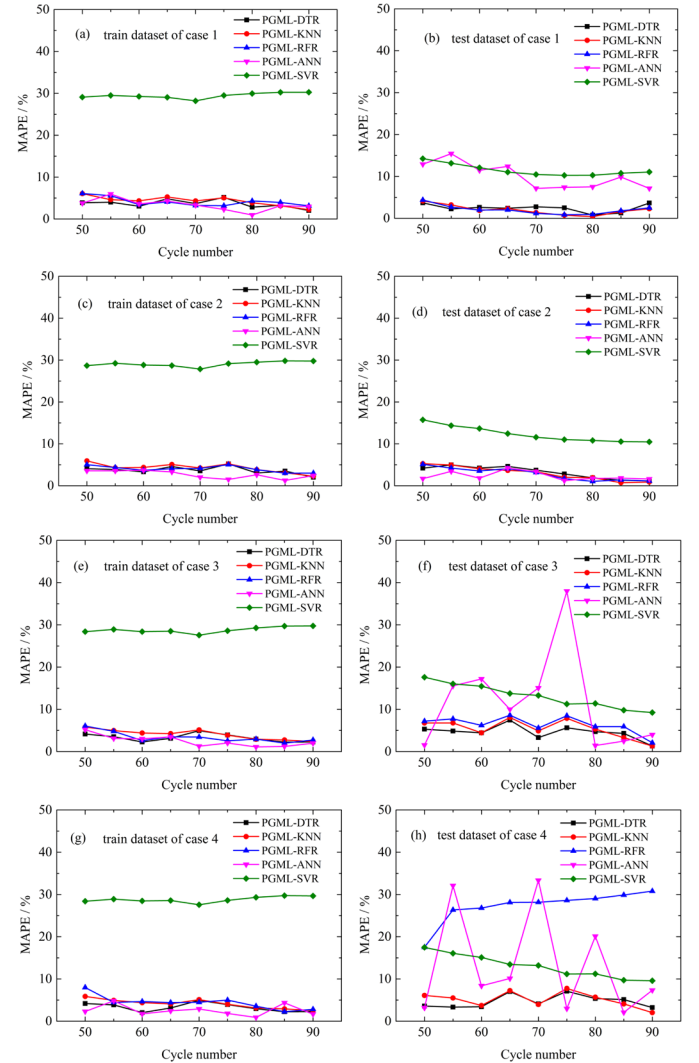 (a) train dataset of case 1
PGML-DTR
PGML-KNN
PGML-RFR
PGML-ANN
PGML-SVR
MAPE / %
50
40
30
20
10
0
50 60 70 80 90
Cycle number
(b) test dataset of case 1
PGML-DTR
PGML-KNN
PGML-RFR
PGML-ANN
PGML-SVR
MAPE / %
50
40
30
20
10
0
50 60 70 80 90
Cycle number
(c) train dataset of case 2
PGML-DTR
PGML-KNN
PGML-RFR
PGML-ANN
PGML-SVR
MAPE / %
50
40
30
20
10
0
50 60 70 80 90
Cycle number
(d) test dataset of case 2
PGML-DTR
PGML-KNN
PGML-RFR
PGML-ANN
PGML-SVR
MAPE / %
50
40
30
20
10
0
50 60 70 80 90
Cycle number
(e) train dataset of case 3
PGML-DTR
PGML-KNN
PGML-RFR
PGML-ANN
PGML-SVR
MAPE / %
50
40
30
20
10
0
50 60 70 80 90
Cycle number
(f) test dataset of case 3
PGML-DTR
PGML-KNN
PGML-RFR
PGML-ANN
PGML-SVR
MAPE / %
50
40
30
20
10
0
50 60 70 80 90
Cycle number
(g) train dataset of case 4
PGML-DTR
PGML-KNN
PGML-RFR
PGML-ANN
PGML-SVR
MAPE / %
50
40
30
20
10
0
50 60 70 80 90
Cycle number
(h) test dataset of case 4
PGML-DTR
PGML-KNN
PGML-RFR
PGML-ANN
PGML-SVR
MAPE / %
50
40
30
20
10
0
50 60 70 80 90
Cycle number